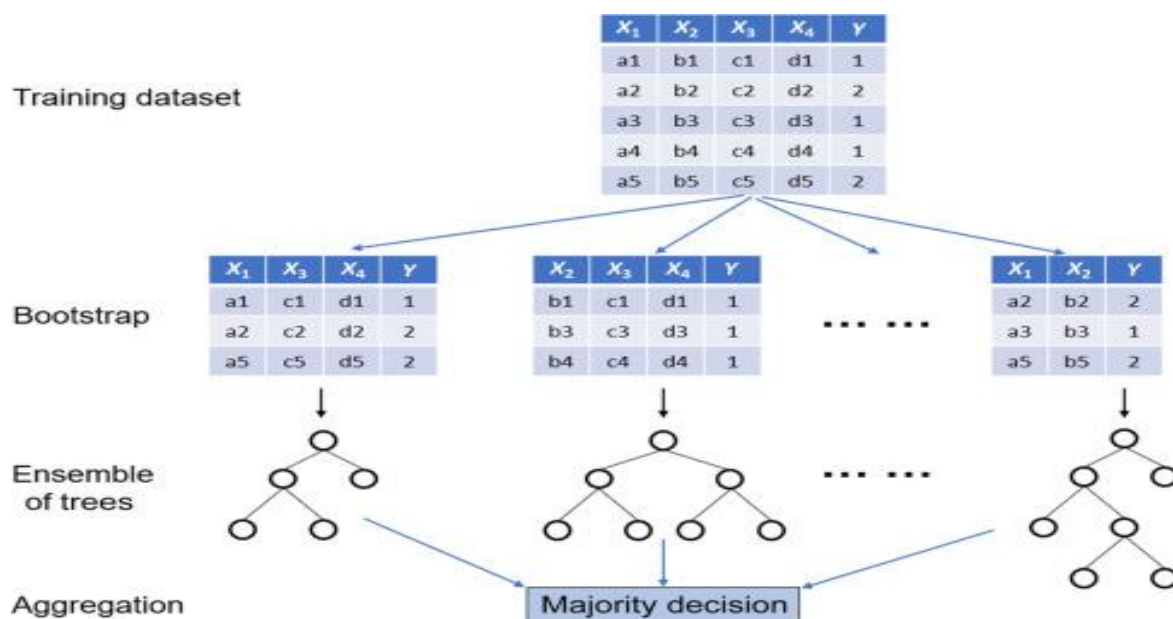 X1 X2 X3 X4 Y
a1 b1 c1 d1 1
Training dataset
a2 b2 c2 d2 2
a3 b3 c3 d3 1
a4 b4 c4 d4 1
a5 b5 c5 d5 2
X1 X3 X4 Y
a1 c1 d1 1
a2 c2 d2 2
a5 c5 d5 2
X2 X3 X4 Y
b1 c1 d1 1
b3 c3 d3 1
b4 c4 d4 1
... ...
X1 X2 Y
a2 b2 2
a3 b3 1
a5 b5 2
Bootstrap
Ensemble
of trees
... ...
Aggregation
Majority decision